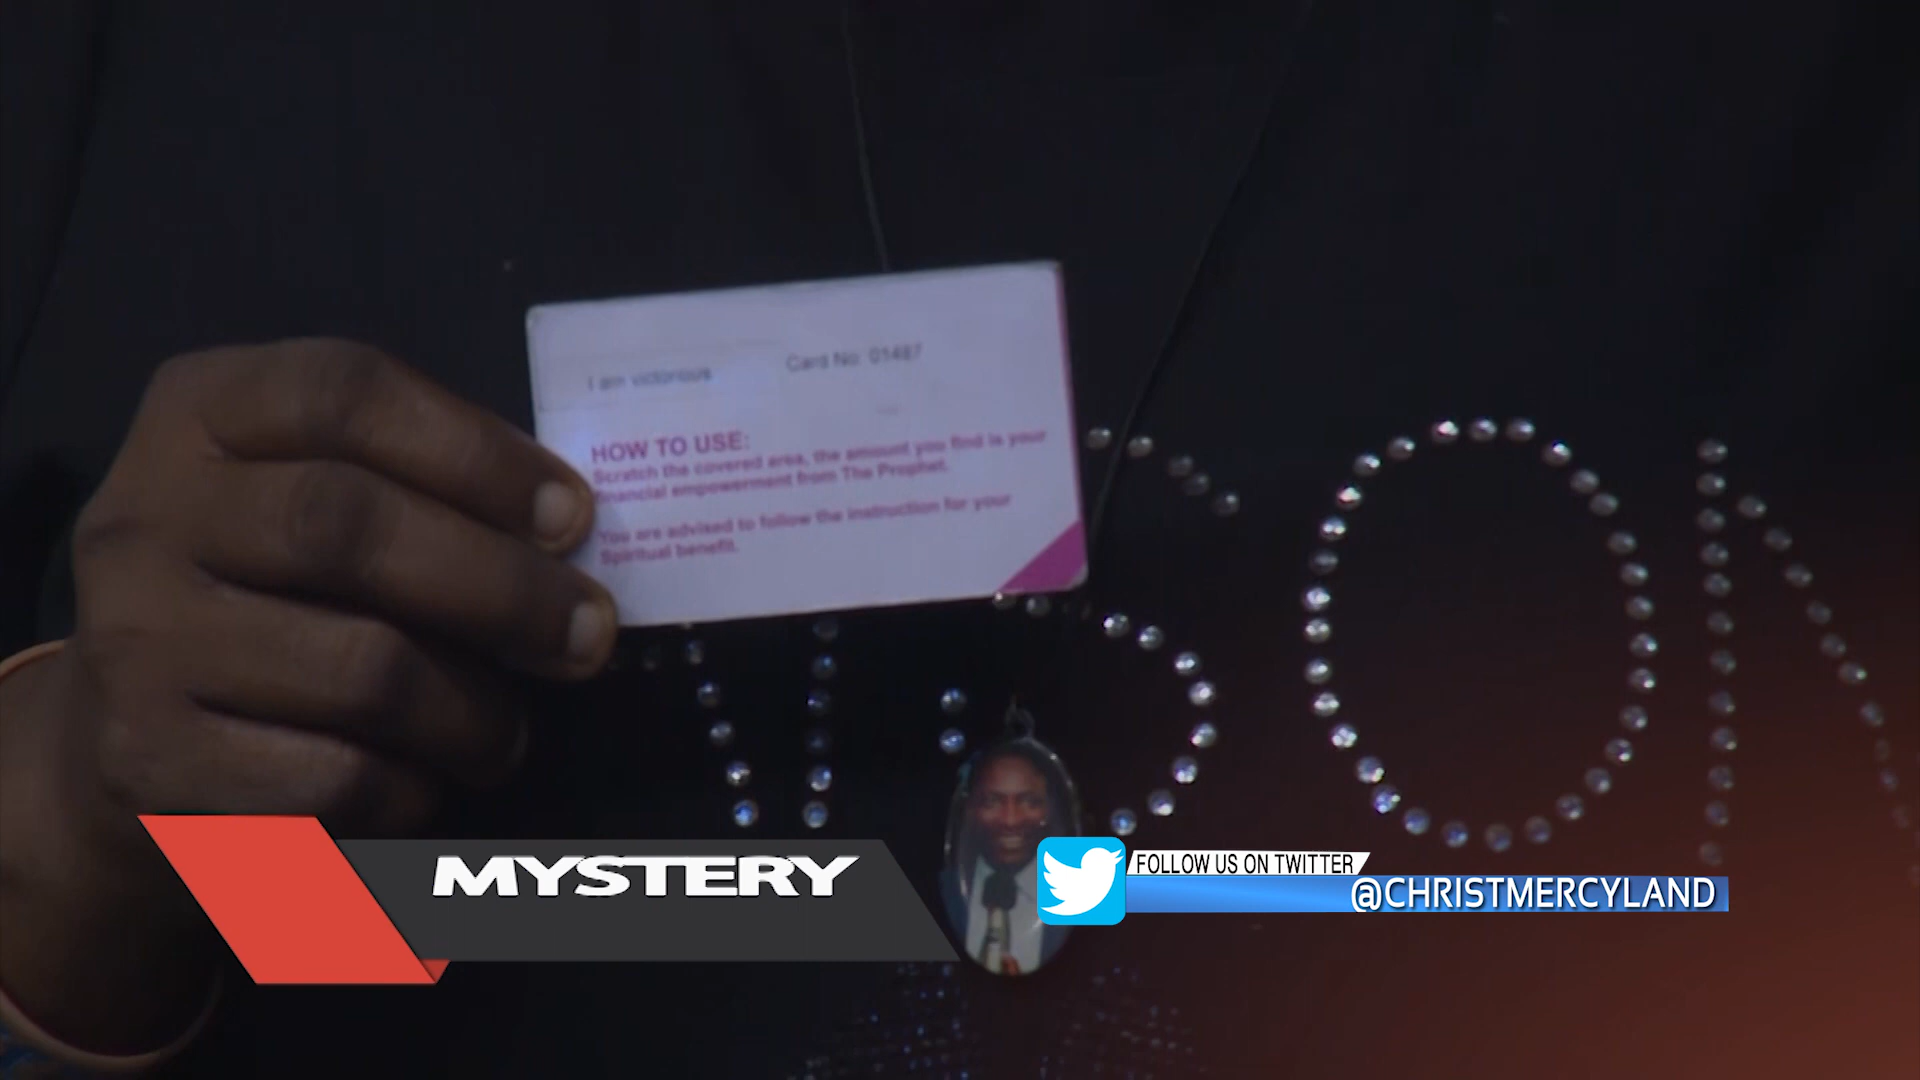 I am victorious
Card No: 01487
HOW TO USE:
Scratch the covered area, the amount you find is your
financial empowerment from The Prophet.
You are advised to follow the instruction for your
Spiritual benefit.
SON
MYSTERY
FOLLOW US ON TWITTER
@CHRISTMERCYLAND